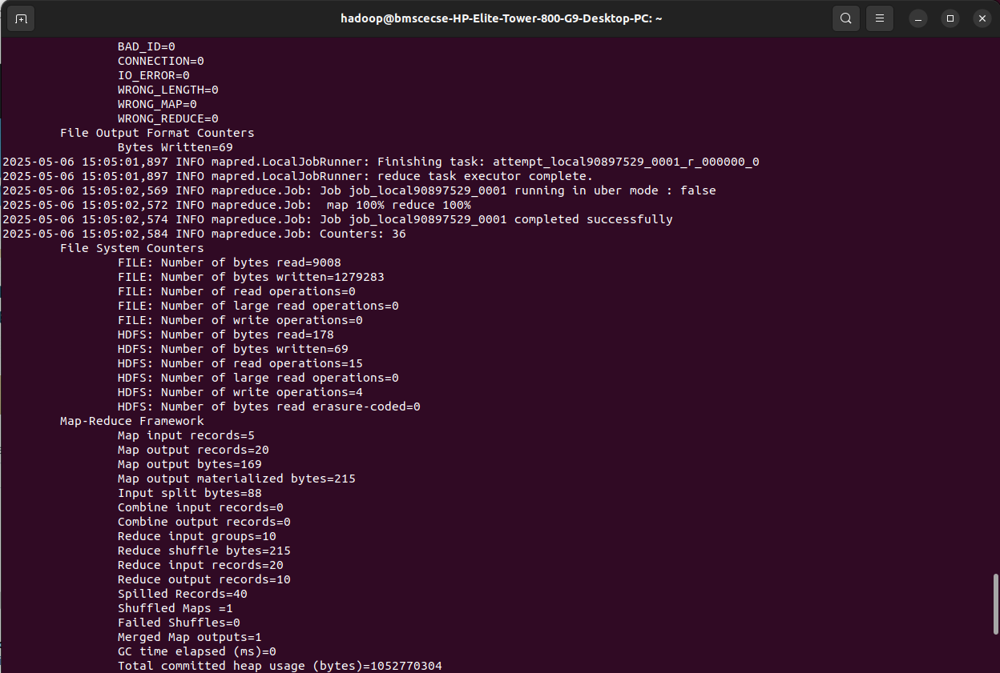 hadoop@bmscecse-HP-Elite-Tower-800-G9-Desktop-PC: ~
BAD_ID=0
CONNECTION=0
IO_ERROR=0
WRONG_LENGTH=0
WRONG_MAP=0
WRONG_REDUCE=0
File Output Format Counters
Bytes Written=69
2025-05-06 15:05:01,897 INFO mapred.LocalJobRunner: Finishing task: attempt_local90897529_0001_r_000000_0
2025-05-06 15:05:01,897 INFO mapred.LocalJobRunner: reduce task executor complete.
2025-05-06 15:05:02,569 INFO mapreduce.Job: Job job_local90897529_0001 running in uber mode : false
2025-05-06 15:05:02,572 INFO mapreduce.Job:  map 100% reduce 100%
2025-05-06 15:05:02,574 INFO mapreduce.Job: Job job_local90897529_0001 completed successfully
2025-05-06 15:05:02,584 INFO mapreduce.Job: Counters: 36
File System Counters
FILE: Number of bytes read=9008
FILE: Number of bytes written=1279283
FILE: Number of read operations=0
FILE: Number of large read operations=0
FILE: Number of write operations=0
HDFS: Number of bytes read=178
HDFS: Number of bytes written=69
HDFS: Number of read operations=15
HDFS: Number of large read operations=0
HDFS: Number of write operations=4
HDFS: Number of bytes read erasure-coded=0
Map-Reduce Framework
Map input records=5
Map output records=20
Map output bytes=169
Map output materialized bytes=215
Input split bytes=88
Combine input records=0
Combine output records=0
Reduce input groups=10
Reduce shuffle bytes=215
Reduce input records=20
Reduce output records=10
Spilled Records=40
Shuffled Maps =1
Failed Shuffles=0
Merged Map outputs=1
GC time elapsed (ms)=0
Total committed heap usage (bytes)=1052770304